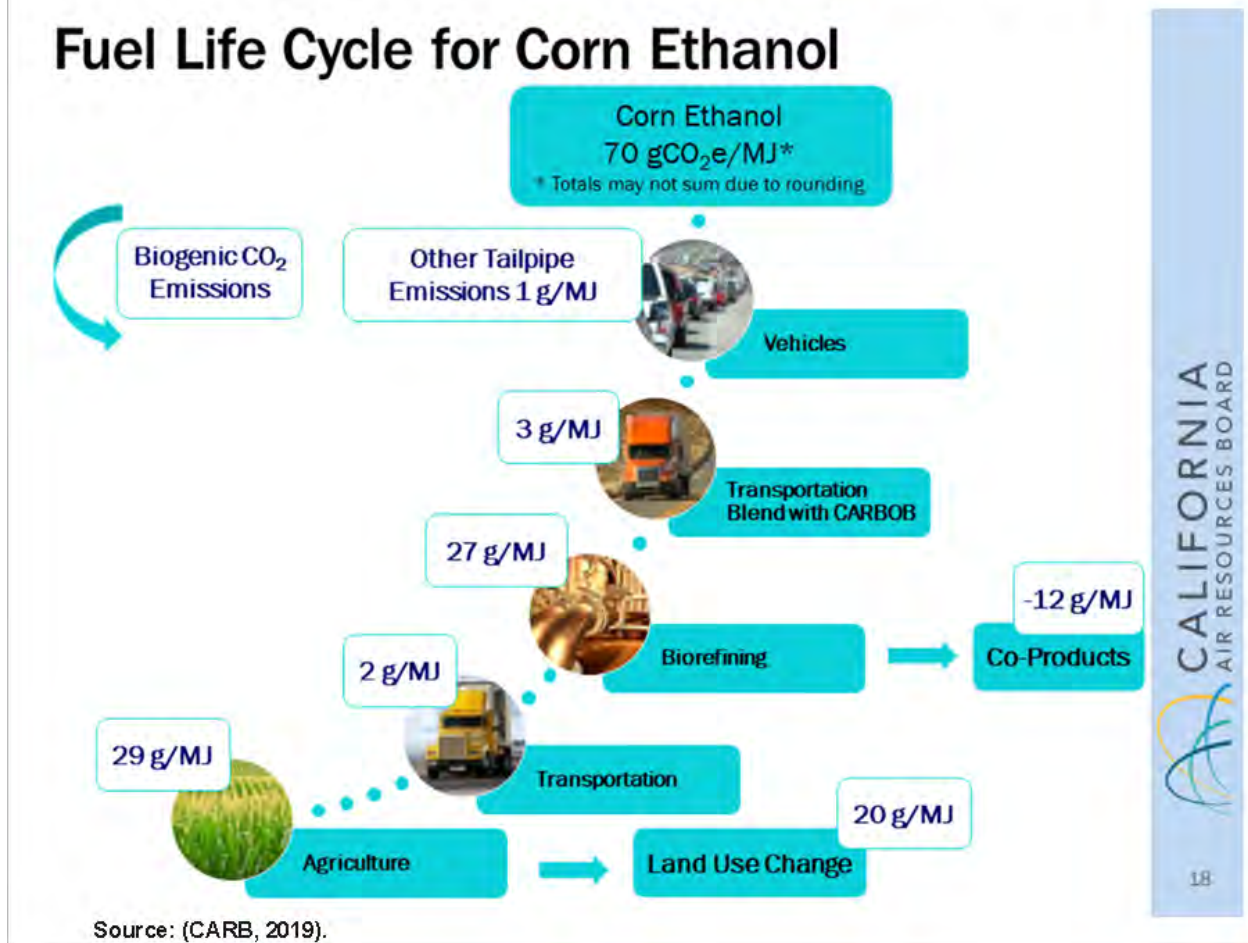 Fuel Life Cycle for Corn Ethanol
Corn Ethanol
70 gCO₂e/MJ*
* Totals may not sum due to rounding
Biogenic CO₂
Emissions
Other Tailpipe
Emissions 1 g/MJ
Vehicles
3 g/MJ
Transportation
Blend with CARBOB
27 g/MJ
Biorefining
-12 g/MJ
Co-Products
2 g/MJ
Transportation
29 g/MJ
Agriculture
20 g/MJ
Land Use Change
CALIFORNIA
AIR RESOURCES BOARD
18
Source: (CARB, 2019).